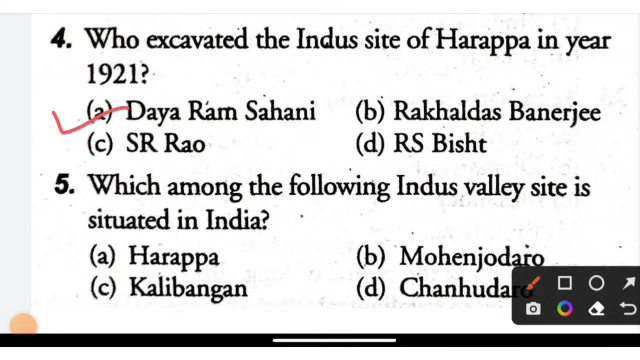 4. Who excavated the Indus site of Harappa in year
1921?
(a) Daya Ram Sahani (b) Rakhaldas Banerjee
(c) SR Rao (d) RS Bisht
5. Which among the following Indus valley site is
situated in India?
(a) Harappa (b) Mohenjodaro
(c) Kalibangan (d) Chanhudaro